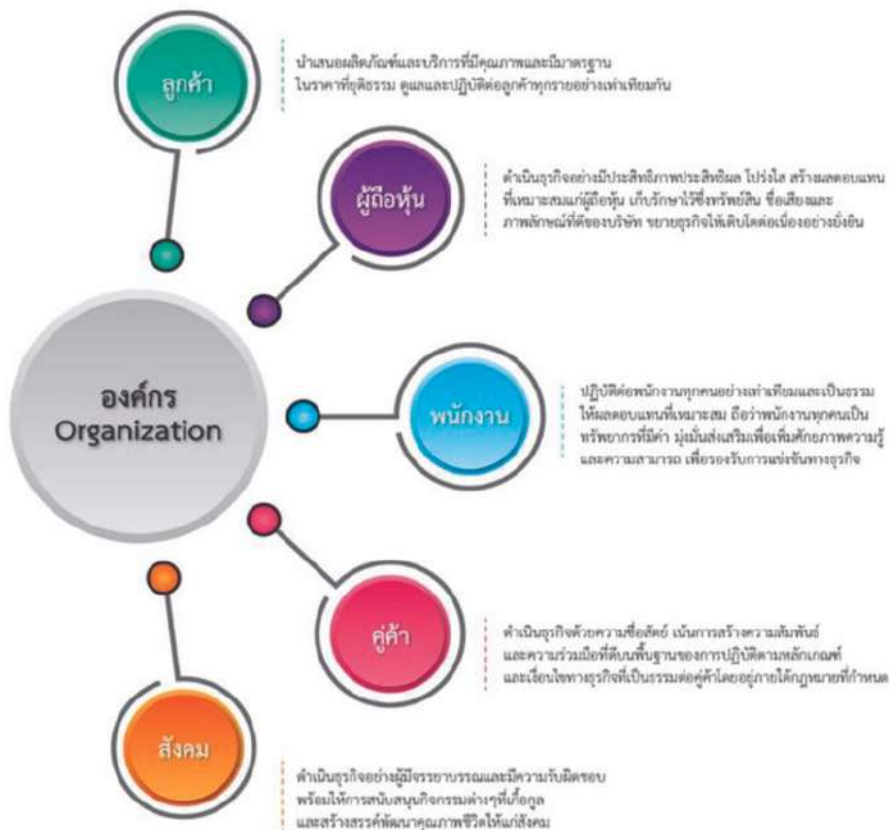 ลูกค้า
นำเสนอผลิตภัณฑ์และบริการที่มีคุณภาพและมีมาตรฐาน
ในราคาที่ยุติธรรม ดูแลและปฏิบัติต่อลูกค้าทุกรายอย่างเท่าเทียมกัน
ผู้ถือหุ้น
ดำเนินธุรกิจอย่างมีประสิทธิภาพประสิทธิผล โปร่งใส สร้างผลตอบแทน
ที่เหมาะสมแก่ผู้ถือหุ้น เก็บรักษาไว้ซึ่งทรัพย์สิน ชื่อเสียงและ
ภาพลักษณ์ที่ดีของบริษัท ขยายธุรกิจให้เติบโตต่อเนื่องอย่างยั่งยืน
องค์กร
Organization
พนักงาน
ปฏิบัติต่อพนักงานทุกคนอย่างเท่าเทียมและเป็นธรรม
ให้ผลตอบแทนที่เหมาะสม ถือว่าพนักงานทุกคนเป็น
ทรัพยากรที่มีค่า มุ่งมั่นส่งเสริมเพื่อเพิ่มศักยภาพความรู้
และความสามารถ เพื่อรองรับการแข่งขันทางธุรกิจ
คู่ค้า
ดำเนินธุรกิจด้วยความซื่อสัตย์ เน้นการสร้างความสัมพันธ์
และความร่วมมือที่ดีบนพื้นฐานของการปฏิบัติตามหลักเกณฑ์
และเงื่อนไขทางธุรกิจที่เป็นธรรมต่อคู่ค้าโดยอยู่ภายใต้กฎหมายที่กำหนด
สังคม
ดำเนินธุรกิจอย่างผู้มีจรรยาบรรณและมีความรับผิดชอบ
พร้อมให้การสนับสนุนกิจกรรมต่างๆที่เกื้อกูล
และสร้างสรรค์พัฒนาคุณภาพชีวิตให้แก่สังคม